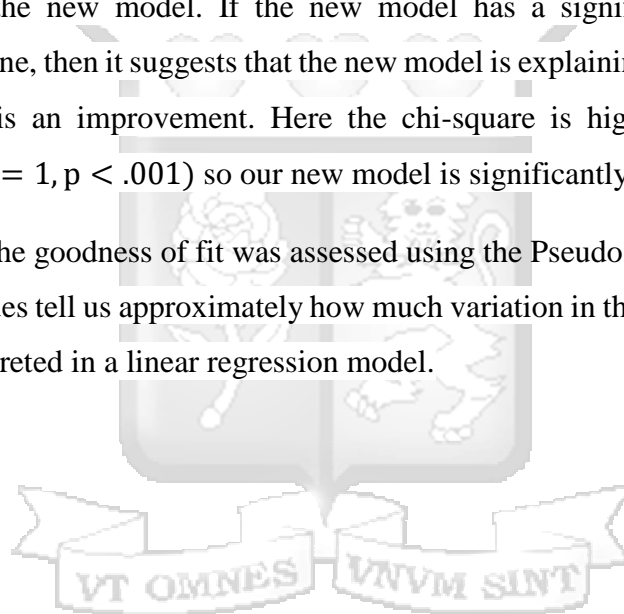 the new model. If the new model has a signi
ne, then it suggests that the new model is explaini
is an improvement. Here the chi-square is hig
= 1, p < .001) so our new model is significantly
he goodness of fit was assessed using the Pseudo
es tell us approximately how much variation in th
reted in a linear regression model.
VT OMNES VNVM SINT